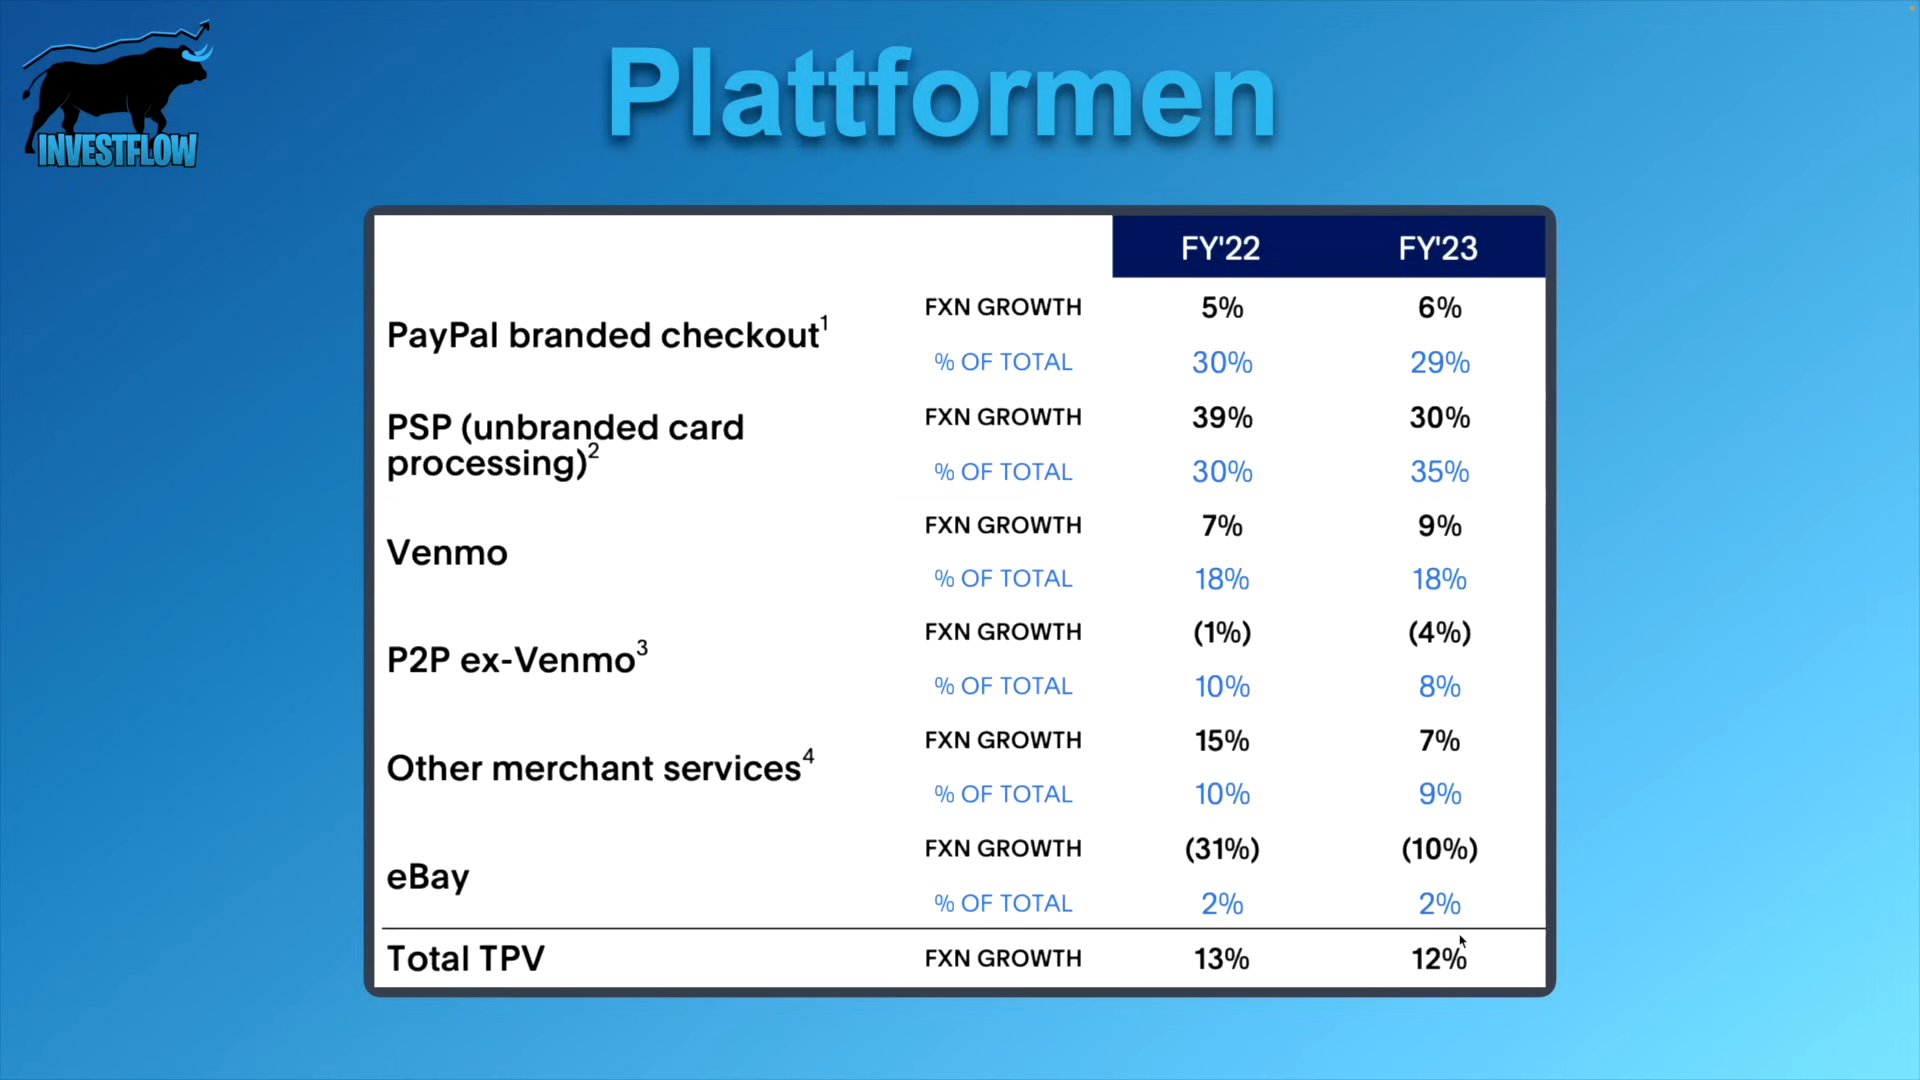 INVESTFLOW
Plattformen
FY'22 FY'23
PayPal branded checkout¹
FXN GROWTH 5% 6%
% OF TOTAL 30% 29%
PSP (unbranded card
processing)²
FXN GROWTH 39% 30%
% OF TOTAL 30% 35%
Venmo
FXN GROWTH 7% 9%
% OF TOTAL 18% 18%
P2P ex-Venmo³
FXN GROWTH (1%) (4%)
% OF TOTAL 10% 8%
Other merchant services⁴
FXN GROWTH 15% 7%
% OF TOTAL 10% 9%
eBay
FXN GROWTH (31%) (10%)
% OF TOTAL 2% 2%
Total TPV FXN GROWTH 13% 12%